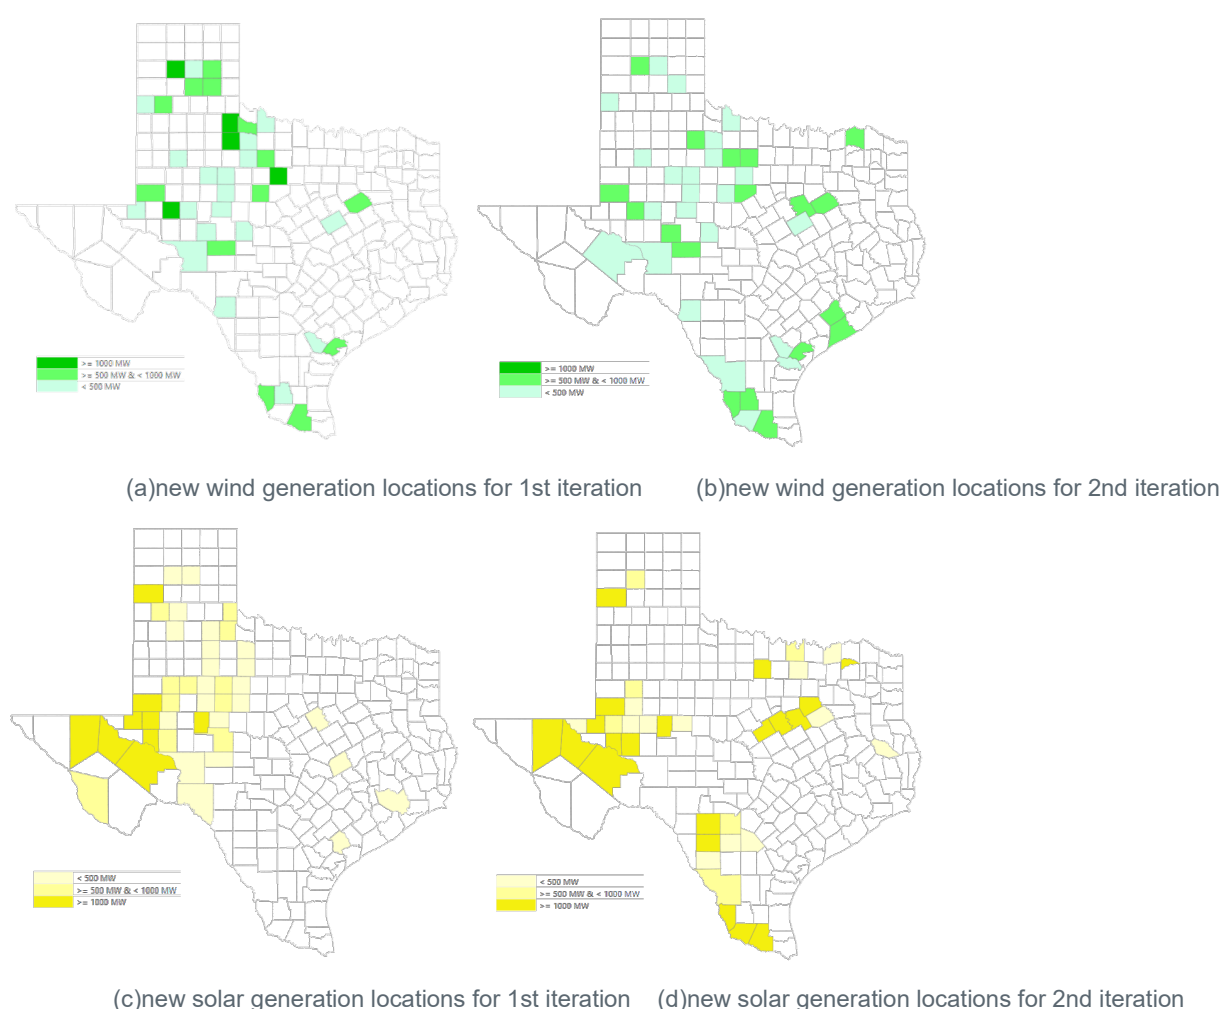 >= 1000 MW
>= 500 MW & < 1000 MW
< 500 MW
>= 1000 MW
>= 500 MW & < 1000 MW
< 500 MW
(a)new wind generation locations for 1st iteration
(b)new wind generation locations for 2nd iteration
< 500 MW
>= 500 MW & < 1000 MW
>= 1000 MW
< 500 MW
>= 500 MW & < 1000 MW
>= 1000 MW
(c)new solar generation locations for 1st iteration
(d)new solar generation locations for 2nd iteration